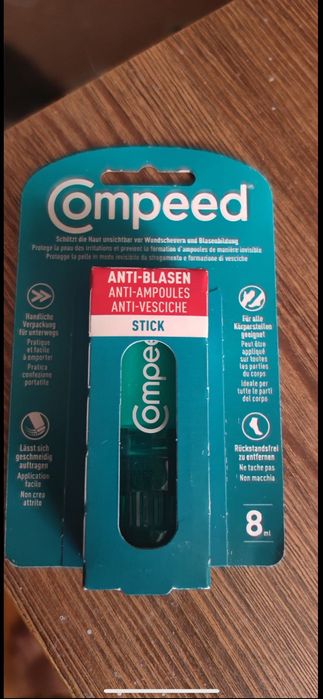 Compeed
Schützt die Haut unsichtbar vor Wundscheuern und Blasenbildung
Protège la peau des irritations et prévient la formation d'ampoules de manière invisible
Protegge la pelle in modo invisibile da sfregamento e formazione di vesciche
ANTI-BLASEN
ANTI-AMPOULES
ANTI-VESCICHE
STICK
Compeed
Handliche
Verpackung
für unterwegs
Pratique
et facile
à emporter
Pratica
confezione
portatile
Für alle
Körperstellen
geeignet
Peut être
appliqué
sur toutes
les parties
du corps
Ideale per
tutte le parti
del corpo
Lässt sich
geschmeidig
auftragen
Application
facile
Non crea
attrito
Rückstandsfrei
zu entfernen
Ne tache pas
Non macchia
8 ml